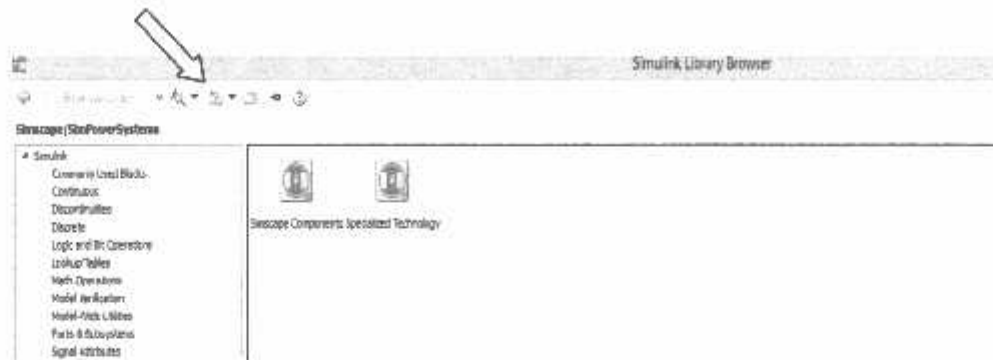 Simulink Library Browser
Simscape/SimPowerSystems
Simulink
Commonly Used Blocks
Continuous
Discontinuities
Discrete
Logic and Bit Operations
Lookup Tables
Math Operations
Model Verification
Model-Wide Utilities
Ports & Subsystems
Signal Attributes
Simscape Components Specialized Technology